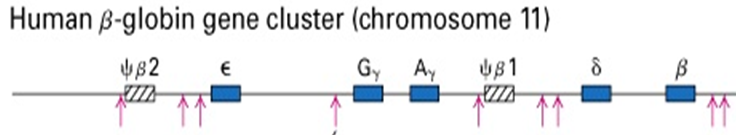 Human β-globin gene cluster (chromosome 11)
ψβ2 ϵ Gγ Aγ ψβ1 δ β